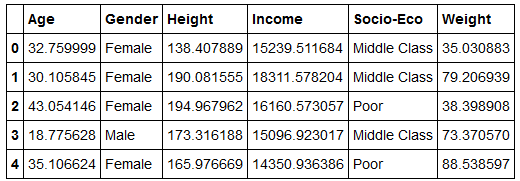 Age Gender Height Income Socio-Eco Weight
0 32.759999 Female 138.407889 15239.511684 Middle Class 35.030883
1 30.105845 Female 190.081555 18311.578204 Middle Class 79.206939
2 43.054146 Female 194.967962 16160.573057 Poor 38.398908
3 18.775628 Male 173.316188 15096.923017 Middle Class 73.370570
4 35.106624 Female 165.976669 14350.936386 Poor 88.538597